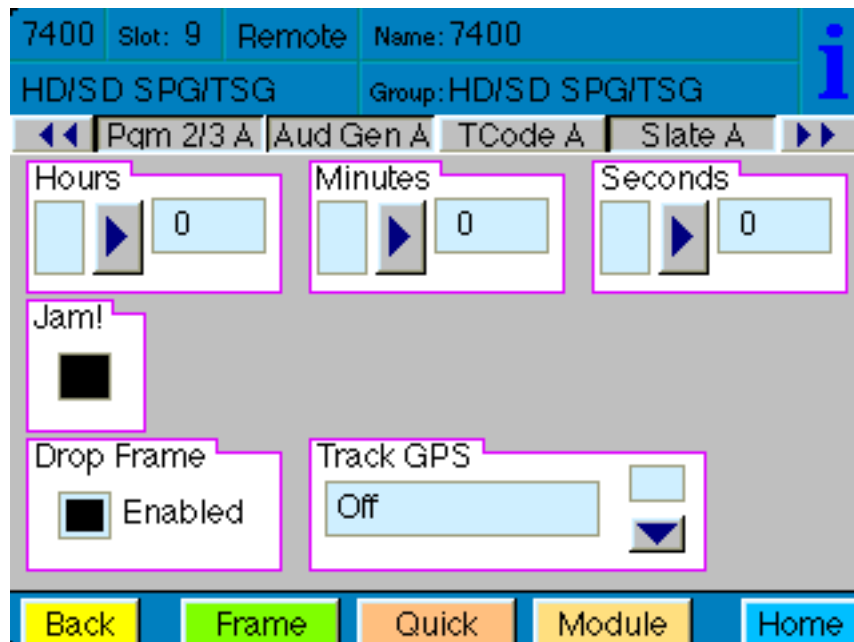 7400 Slot: 9 Remote Name: 7400
HD/SD SPG/TSG Group: HD/SD SPG/TSG
i
Pqm 2/3 A Aud Gen A TCode A Slate A
Hours Minutes Seconds
0 0 0
Jam!
Drop Frame Track GPS
Enabled Off
Back Frame Quick Module Home